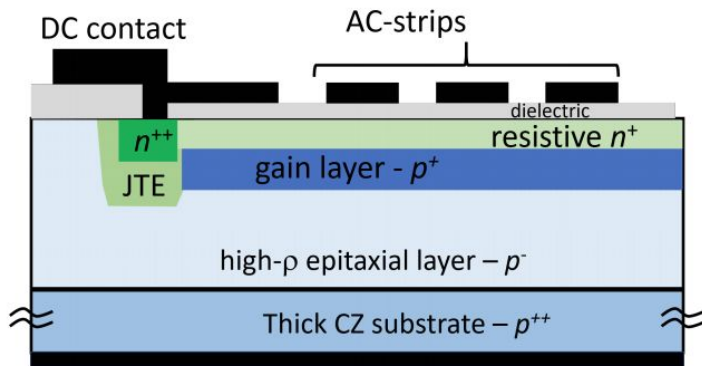 DC contact
AC-strips
dielectric
n++
resistive n+
gain layer - p+
JTE
high-ρ epitaxial layer – p-
Thick CZ substrate – p++